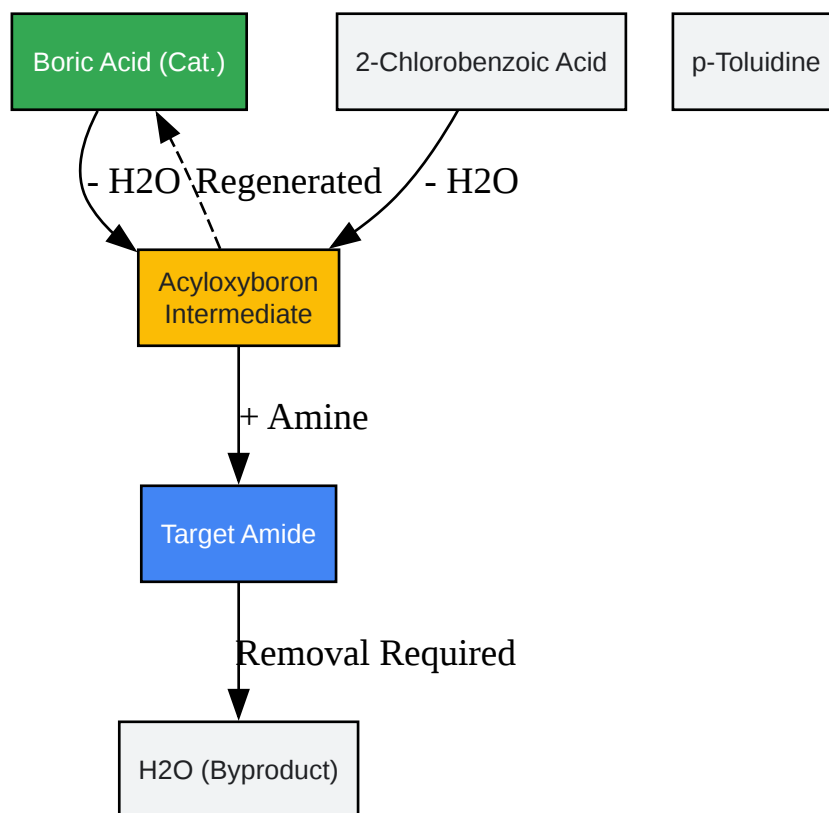 Boric Acid (Cat.)
2-Chlorobenzoic Acid
p-Toluidine
- H2O
Regenerated
- H2O
Acyloxyboron
Intermediate
+ Amine
Target Amide
Removal Required
H2O (Byproduct)